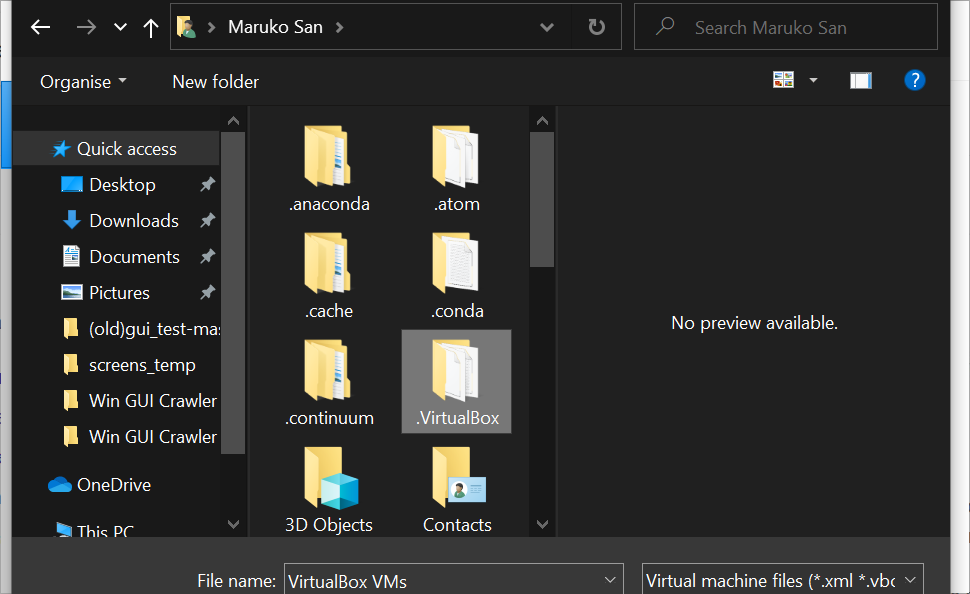 Maruko San
Search Maruko San
Organise
New folder
?
Quick access
Desktop
Downloads
Documents
Pictures
(old)gui_test-mas
screens_temp
Win GUI Crawler
Win GUI Crawler
OneDrive
This PC
.anaconda
.atom
.cache
.conda
.continuum
.VirtualBox
3D Objects
Contacts
No preview available.
File name:
VirtualBox VMs
Virtual machine files (*.xml *.vbo